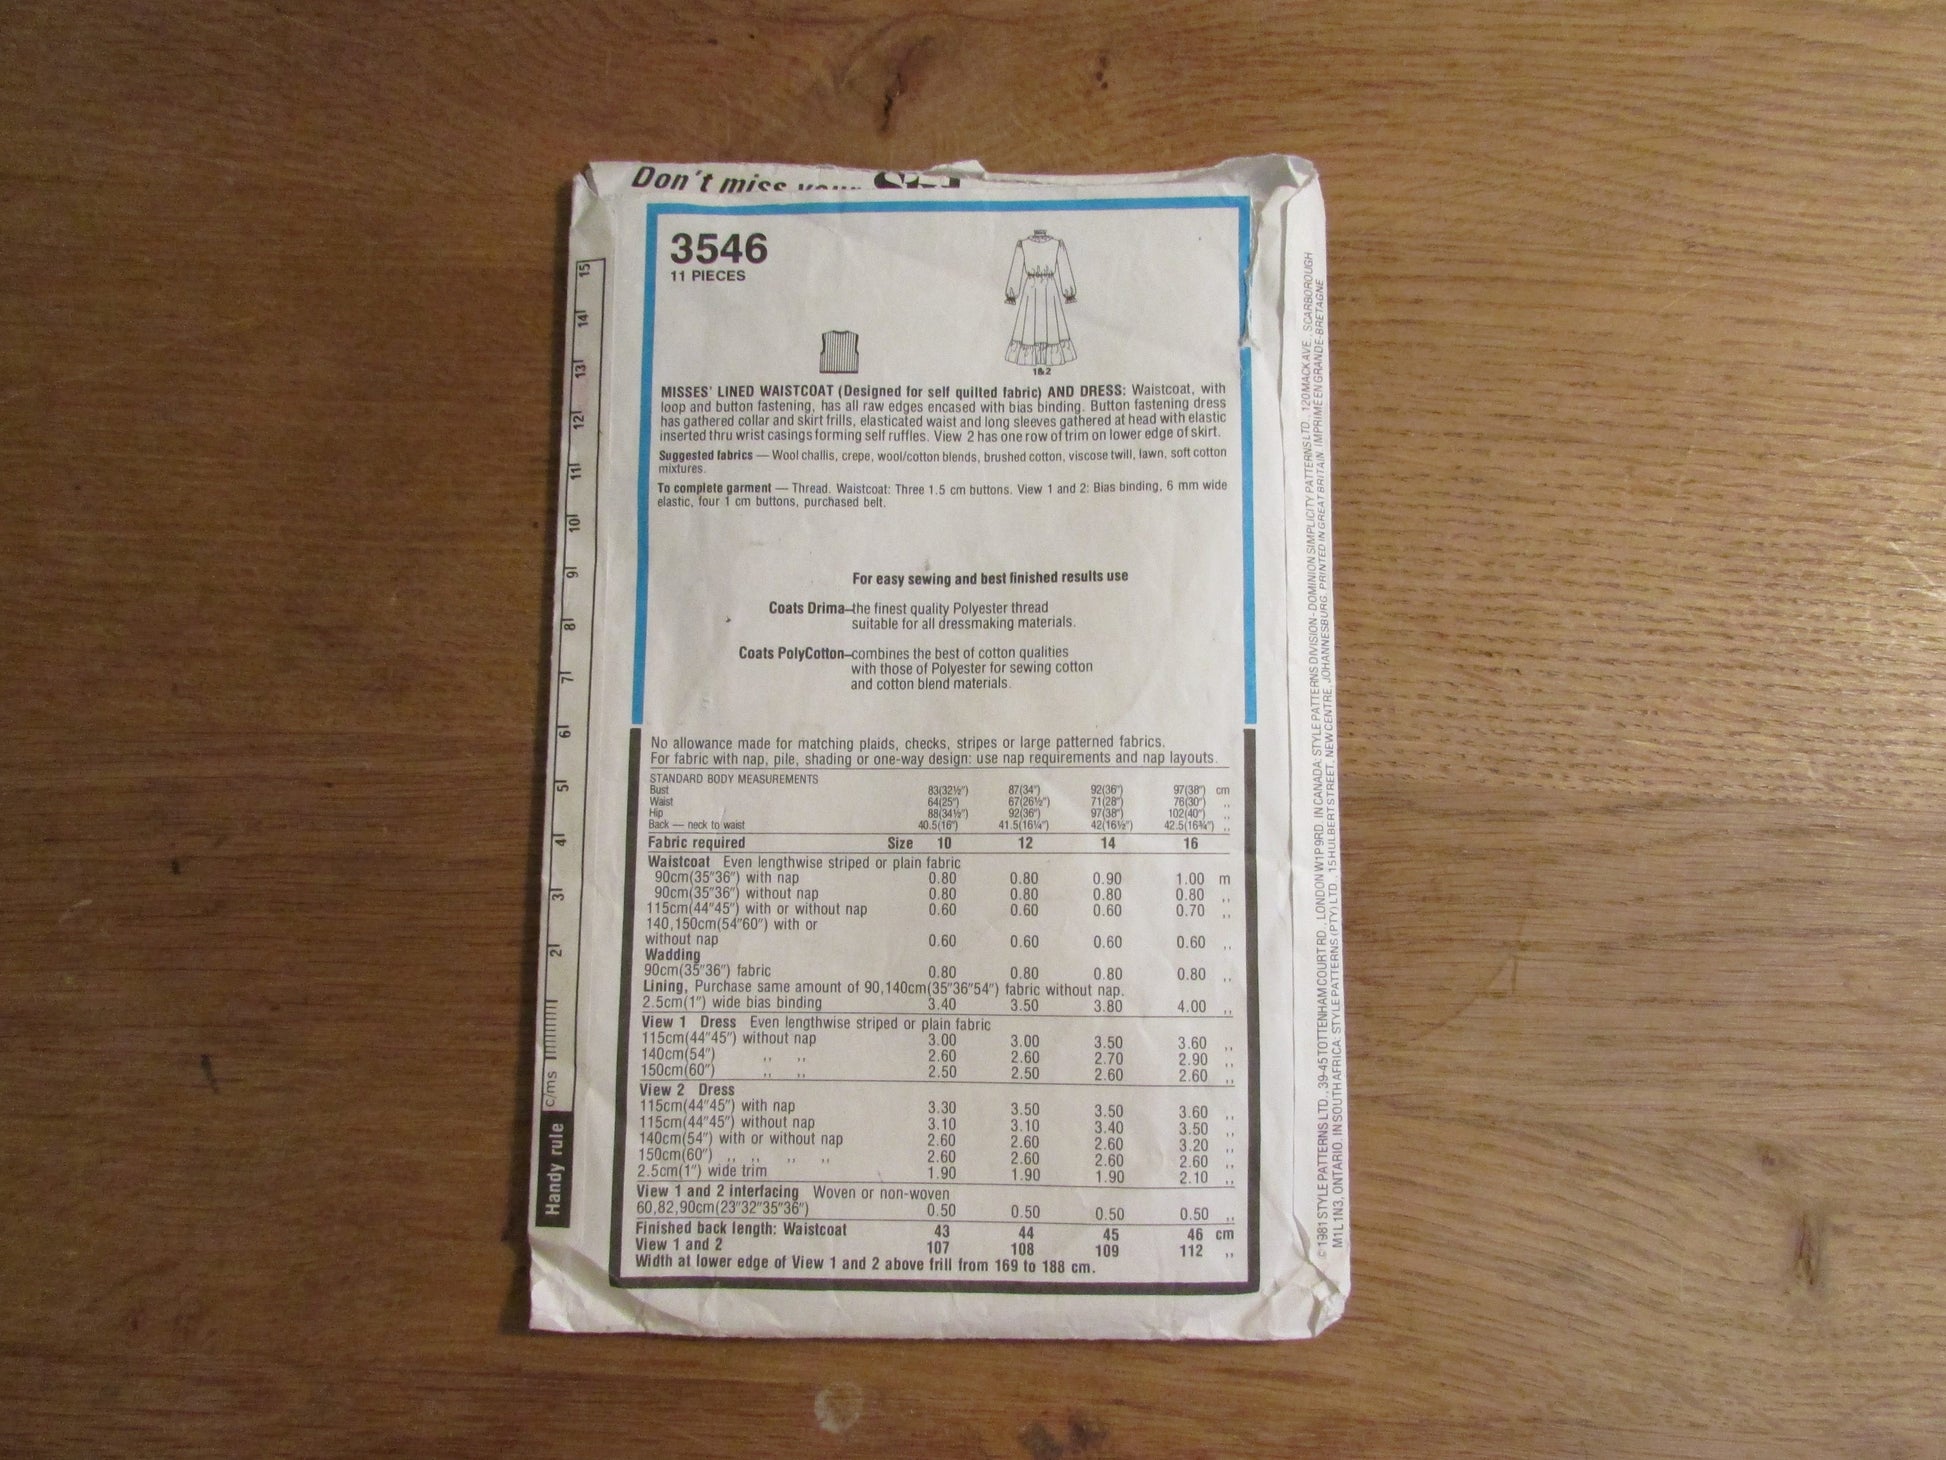 Don't miss your
3546
11 PIECES
1&2
MISSES' LINED WAISTCOAT (Designed for self quilted fabric) AND DRESS: Waistcoat, with
loop and button fastening, has all raw edges encased with bias binding. Button fastening dress
has gathered collar and skirt frills, elasticated waist and long sleeves gathered at head with elastic
inserted thru wrist casings forming self ruffles. View 2 has one row of trim on lower edge of skirt.
Suggested fabrics — Wool challis, crepe, wool/cotton blends, brushed cotton, viscose twill, lawn, soft cotton
mixtures.
To complete garment — Thread. Waistcoat: Three 1.5 cm buttons. View 1 and 2: Bias binding, 6 mm wide
elastic, four 1 cm buttons, purchased belt.
For easy sewing and best finished results use
Coats Drima–the finest quality Polyester thread
suitable for all dressmaking materials.
Coats PolyCotton–combines the best of cotton qualities
with those of Polyester for sewing cotton
and cotton blend materials.
No allowance made for matching plaids, checks, stripes or large patterned fabrics.
For fabric with nap, pile, shading or one-way design: use nap requirements and nap layouts.
STANDARD BODY MEASUREMENTS
Bust 83(32½") 87(34") 92(36") 97(38") cm
Waist 64(25") 67(26½") 71(28") 76(30") ,,
Hip 88(34½") 92(36") 97(38") 102(40") ,,
Back — neck to waist 40.5(16") 41.5(16¼") 42(16½") 42.5(16¾") ,,
Fabric required Size 10 12 14 16
Waistcoat Even lengthwise striped or plain fabric
90cm(35"36") with nap 0.80 0.80 0.90 1.00 m
90cm(35"36") without nap 0.80 0.80 0.80 0.80 ,,
115cm(44"45") with or without nap 0.60 0.60 0.60 0.70 ,,
140,150cm(54"60") with or
without nap 0.60 0.60 0.60 0.60 ,,
Wadding
90cm(35"36") fabric 0.80 0.80 0.80 0.80 ,,
Lining, Purchase same amount of 90,140cm(35"36"54") fabric without nap.
2.5cm(1") wide bias binding 3.40 3.50 3.80 4.00 ,,
View 1 Dress Even lengthwise striped or plain fabric
115cm(44"45") without nap 3.00 3.00 3.50 3.60 ,,
140cm(54") ,, ,, 2.60 2.60 2.70 2.90 ,,
150cm(60") ,, ,, 2.50 2.50 2.60 2.60 ,,
View 2 Dress
115cm(44"45") with nap 3.30 3.50 3.50 3.60 ,,
115cm(44"45") without nap 3.10 3.10 3.40 3.50 ,,
140cm(54") with or without nap 2.60 2.60 2.60 3.20 ,,
150cm(60") ,, ,, ,, ,, 2.60 2.60 2.60 2.60 ,,
2.5cm(1") wide trim 1.90 1.90 1.90 2.10 ,,
View 1 and 2 interfacing Woven or non-woven
60,82,90cm(23"32"35"36") 0.50 0.50 0.50 0.50 ,,
Finished back length: Waistcoat 43 44 45 46 cm
View 1 and 2 107 108 109 112 ,,
Width at lower edge of View 1 and 2 above frill from 169 to 188 cm.
Handy rule c/ms 2 3 4 5 6 7 8 9 10 11 12 13 14 15
© 1981 STYLE PATTERNS LTD., 39-45 TOTTENHAM COURT RD., LONDON W1P 9RD. IN CANADA: STYLE PATTERNS DIVISION - DOMINION SIMPLICITY PATTERNS LTD., 120 MACK AVE., SCARBOROUGH
M1L 1N3, ONTARIO. IN SOUTH AFRICA: STYLE PATTERNS (PTY) LTD., 15 HULBERT STREET, NEW CENTRE, JOHANNESBURG. PRINTED IN GREAT BRITAIN. IMPRIMÉ EN GRANDE-BRETAGNE